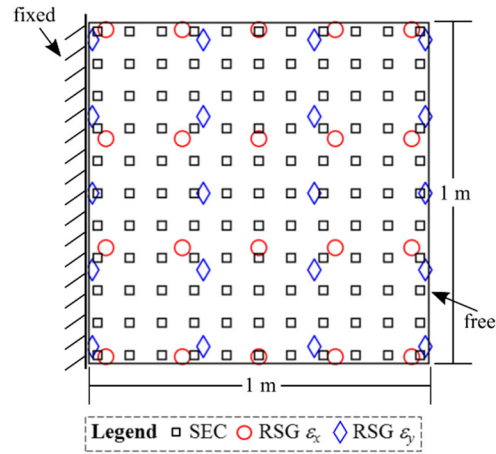 fixed
1 m
free
1 m
Legend SEC RSG εx RSG εy